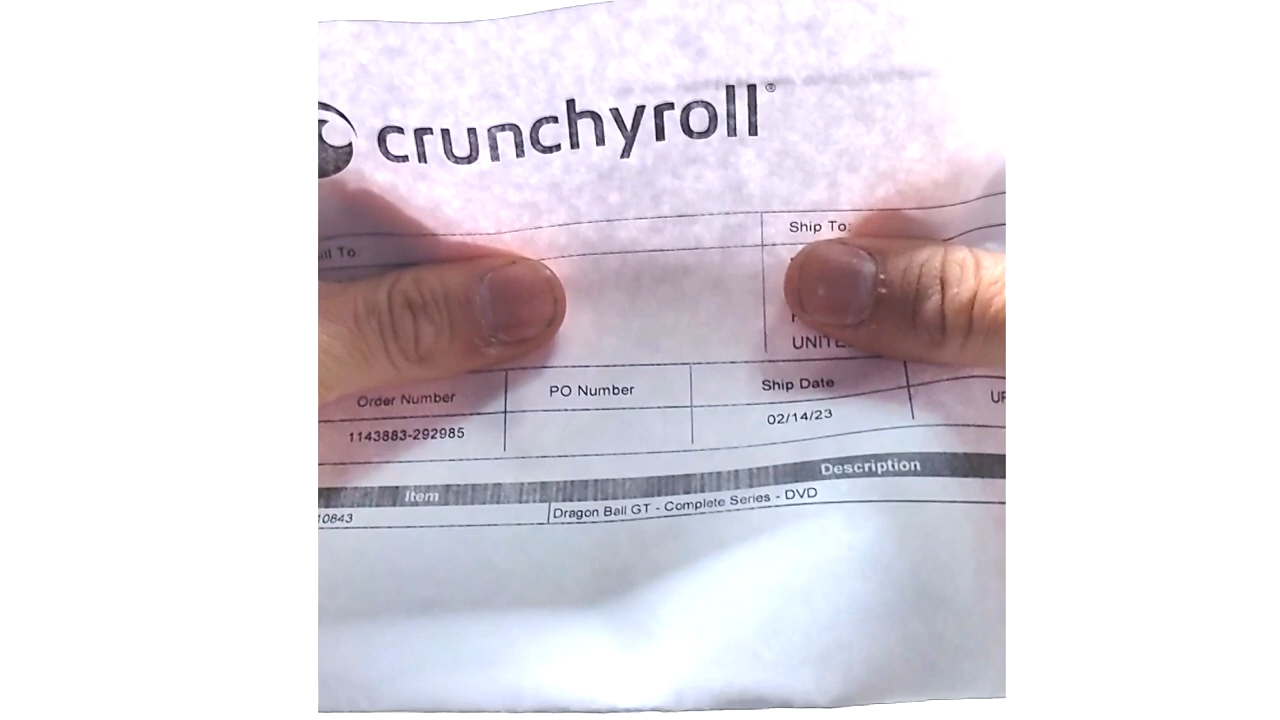 crunchyroll®
Ship To:
To
Order Number
PO Number
Ship Date
1143883-292985
02/14/23
Item
Description
10843
Dragon Ball GT - Complete Series - DVD